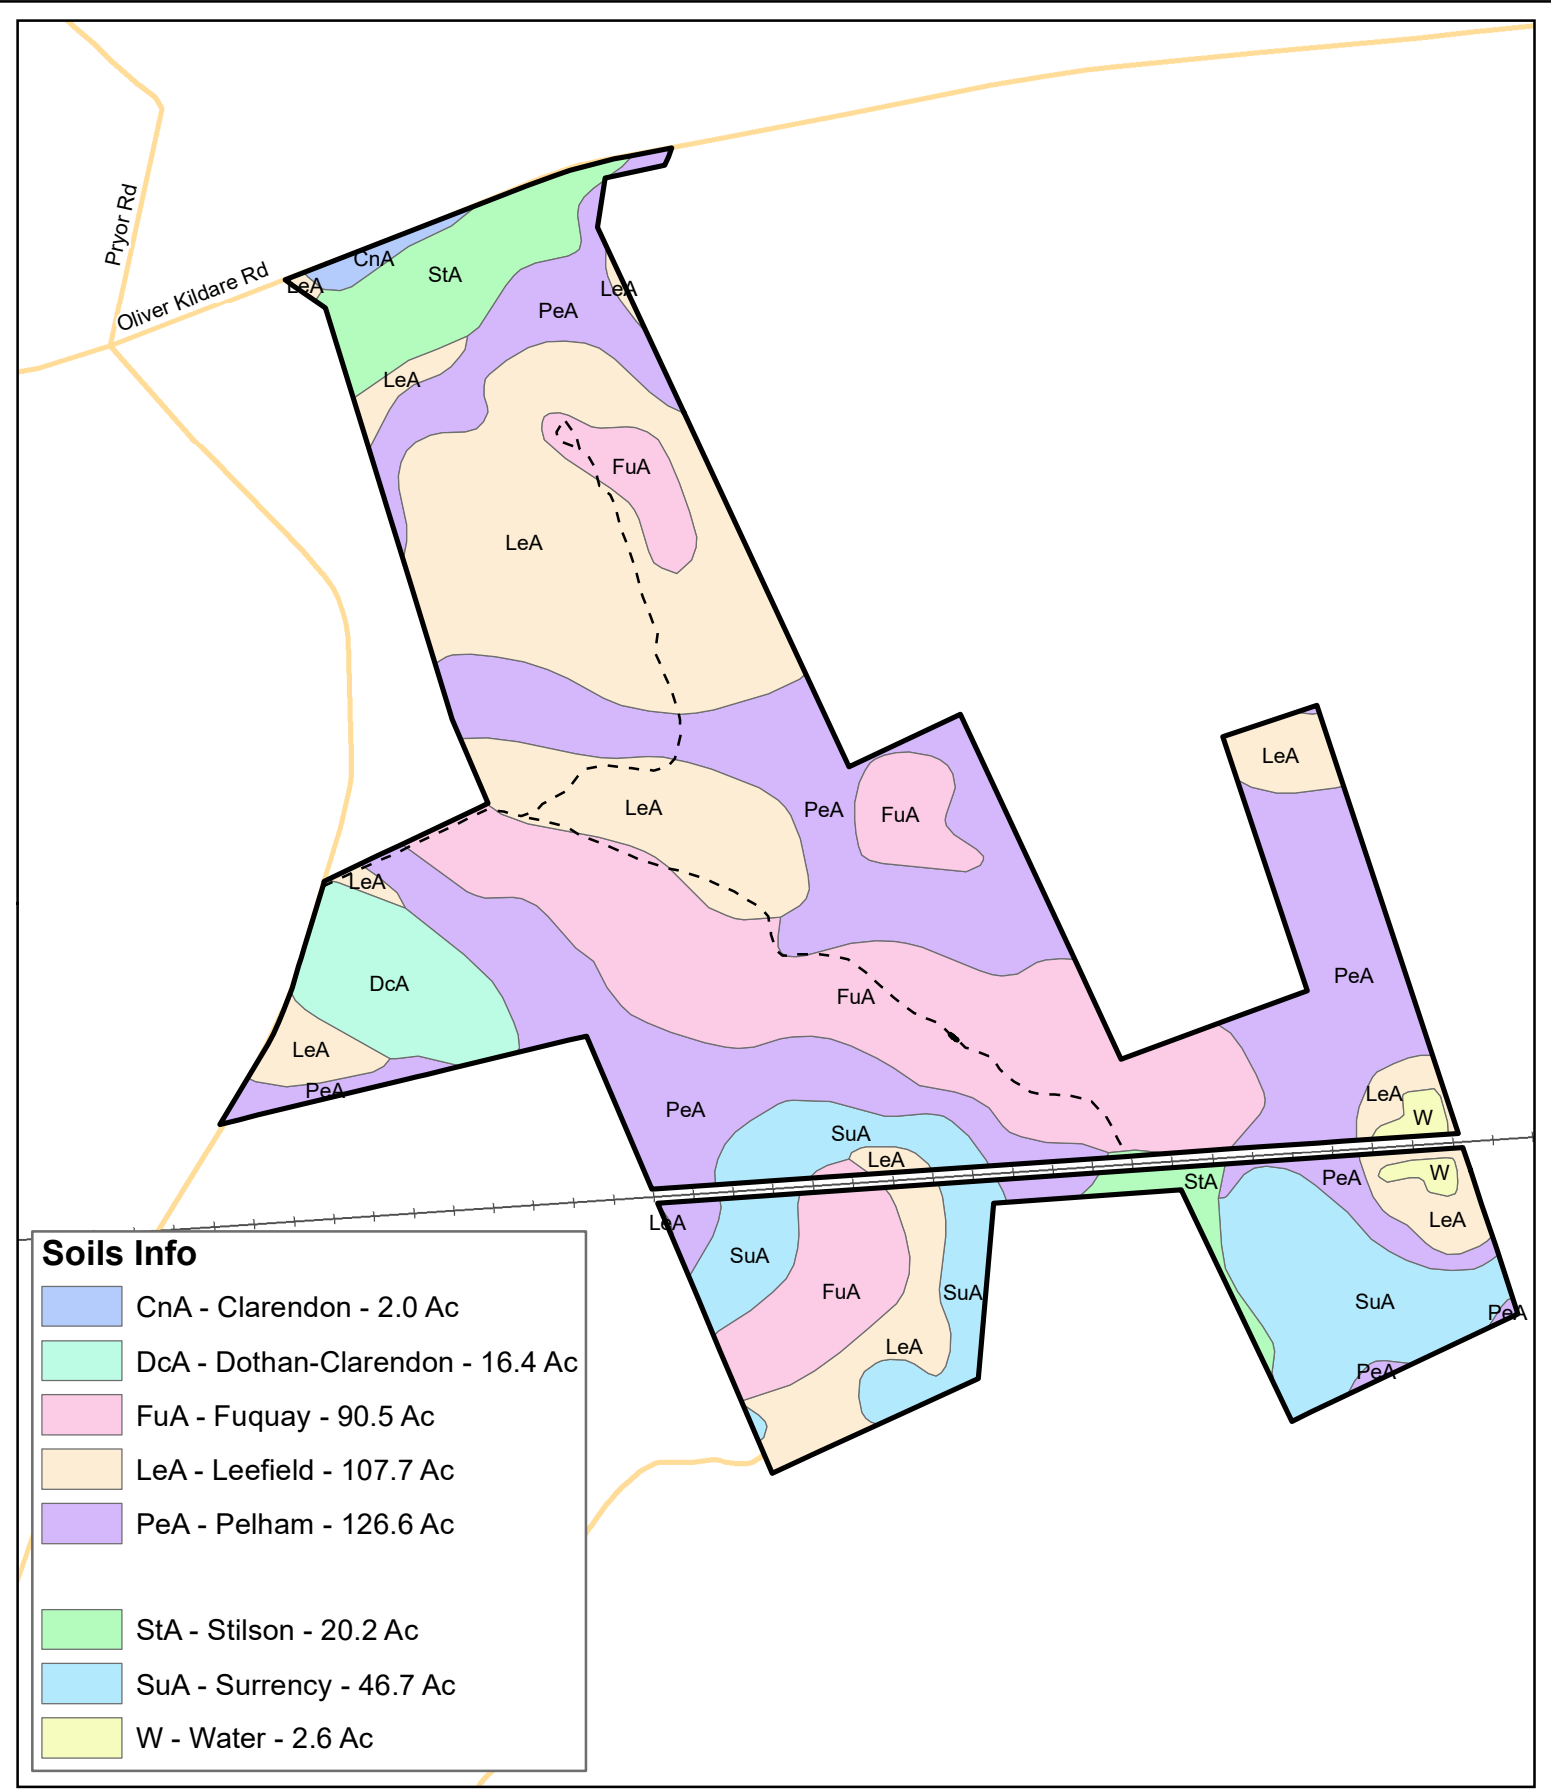 Pryor Rd
Oliver Kildare Rd
CnA
StA
LeA
LeA
PeA
LeA
FuA
LeA
LeA
PeA
FuA
LeA
LeA
DcA
FuA
PeA
LeA
PeA
PeA
LeA
W
SuA
LeA
StA
PeA
W
LeA
LeA
SuA
FuA
SuA
SuA
PeA
LeA
PeA
Soils Info
CnA - Clarendon - 2.0 Ac
DcA - Dothan-Clarendon - 16.4 Ac
FuA - Fuquay - 90.5 Ac
LeA - Leefield - 107.7 Ac
PeA - Pelham - 126.6 Ac
StA - Stilson - 20.2 Ac
SuA - Surrency - 46.7 Ac
W - Water - 2.6 Ac